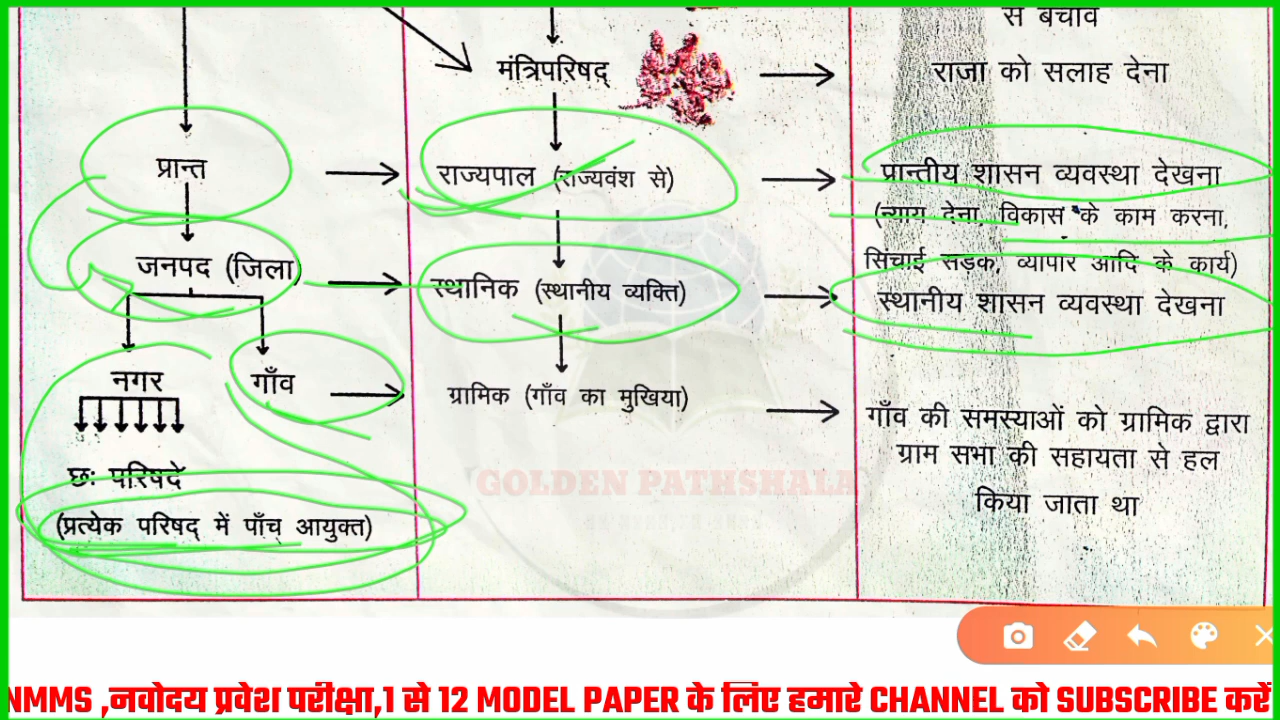 से बचाव
मंत्रिपरिषद्
राजा को सलाह देना
प्रान्त
राज्यपाल (राज्यवंश से)
प्रान्तीय शासन व्यवस्था देखना
(न्याय देना, विकास के काम करना,
सिंचाई सड़क, व्यापार आदि के कार्य)
जनपद (जिला)
स्थानिक (स्थानीय व्यक्ति)
स्थानीय शासन व्यवस्था देखना
नगर
गाँव
ग्रामिक (गाँव का मुखिया)
गाँव की समस्याओं को ग्रामिक द्वारा
ग्राम सभा की सहायता से हल
किया जाता था
छः परिषदे
(प्रत्येक परिषद् में पाँच आयुक्त)
GOLDEN PATHSHALA
NMMS ,नवोदय प्रवेश परीक्षा,1 से 12 MODEL PAPER के लिए हमारे CHANNEL को SUBSCRIBE करें